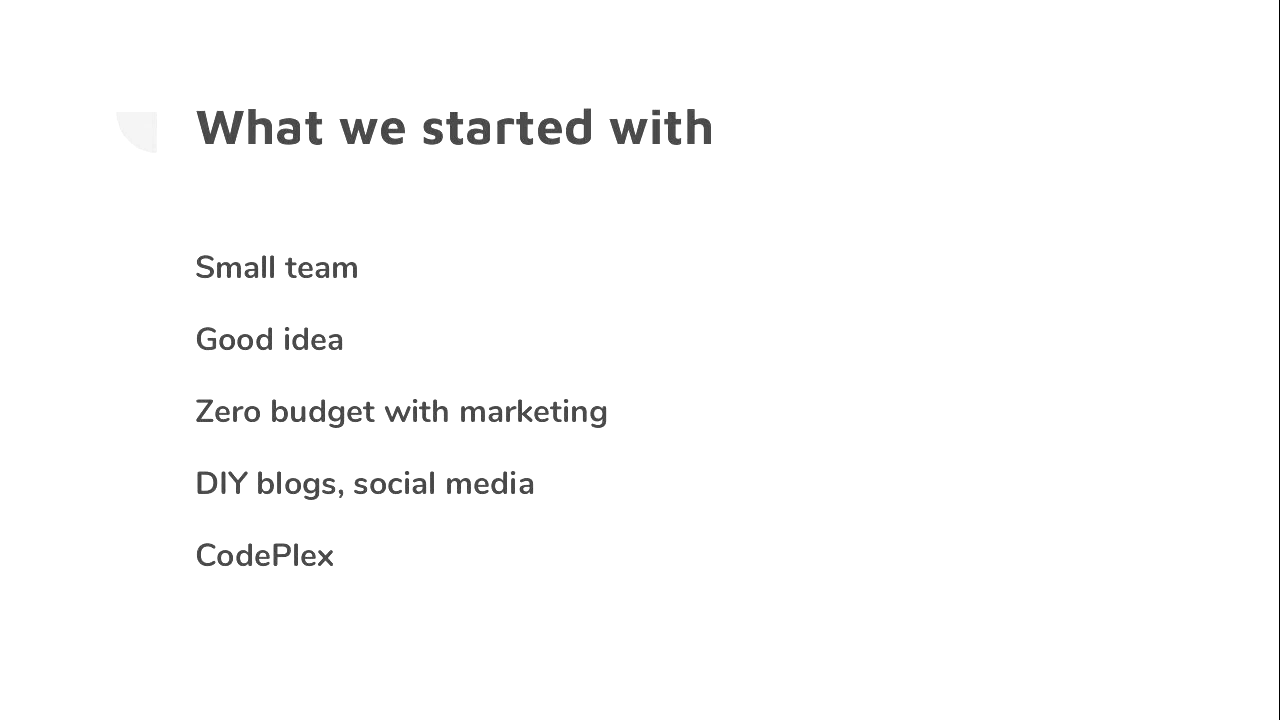 What we started with
Small team
Good idea
Zero budget with marketing
DIY blogs, social media
CodePlex